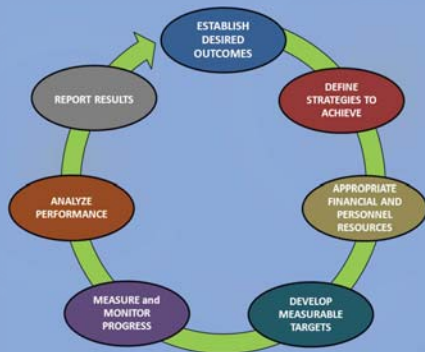 ESTABLISH
DESIRED
OUTCOMES
DEFINE
STRATEGIES TO
ACHIEVE
APPROPRIATE
FINANCIAL AND
PERSONNEL
RESOURCES
DEVELOP
MEASURABLE
TARGETS
MEASURE and
MONITOR
PROGRESS
ANALYZE
PERFORMANCE
REPORT RESULTS